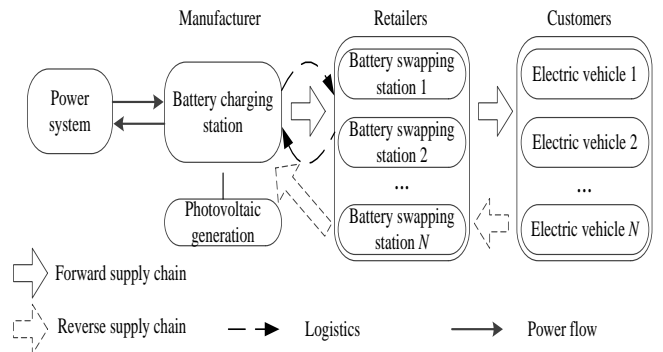 Manufacturer
Retailers
Customers
Power
system
Battery charging
station
Photovoltaic
generation
Battery swapping
station 1
Battery swapping
station 2
...
Battery swapping
station N
Electric vehicle 1
Electric vehicle 2
...
Electric vehicle N
Forward supply chain
Reverse supply chain
Logistics
Power flow